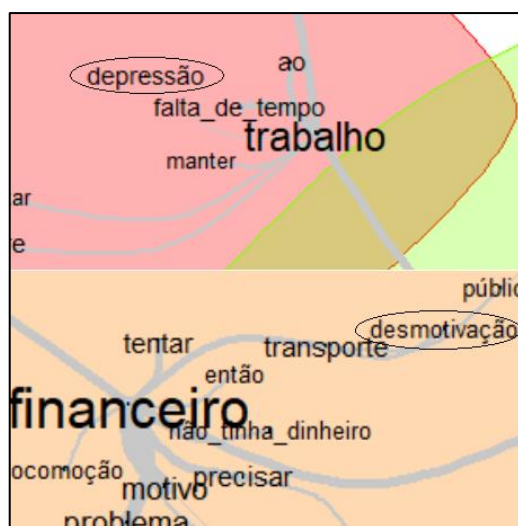 ao
depressão
falta_de_tempo
trabalho
manter
ar
e
públic
desmotivação
tentar
transporte
então
financeiro
não_tinha_dinheiro
ocomoção
precisar
motivo
problema